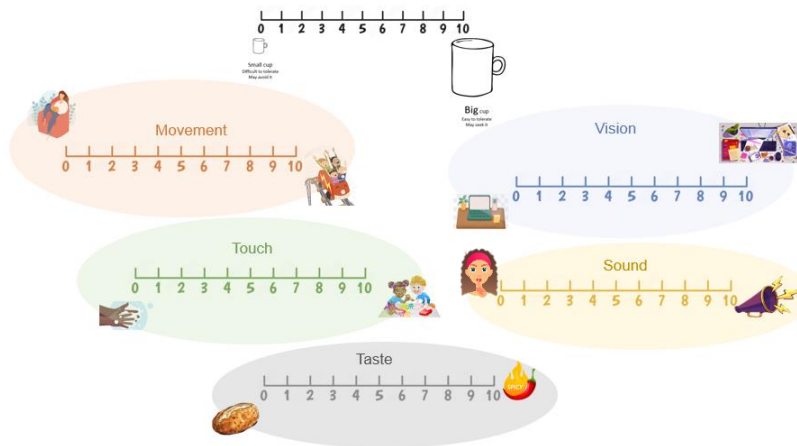 0 1 2 3 4 5 6 7 8 9 10
Small cup
Difficult to tolerate
May avoid it
Big cup
Easy to tolerate
May seek it
Movement
0 1 2 3 4 5 6 7 8 9 10
Vision
0 1 2 3 4 5 6 7 8 9 10
Touch
0 1 2 3 4 5 6 7 8 9 10
Sound
0 1 2 3 4 5 6 7 8 9 10
Taste
0 1 2 3 4 5 6 7 8 9 10
SPICY